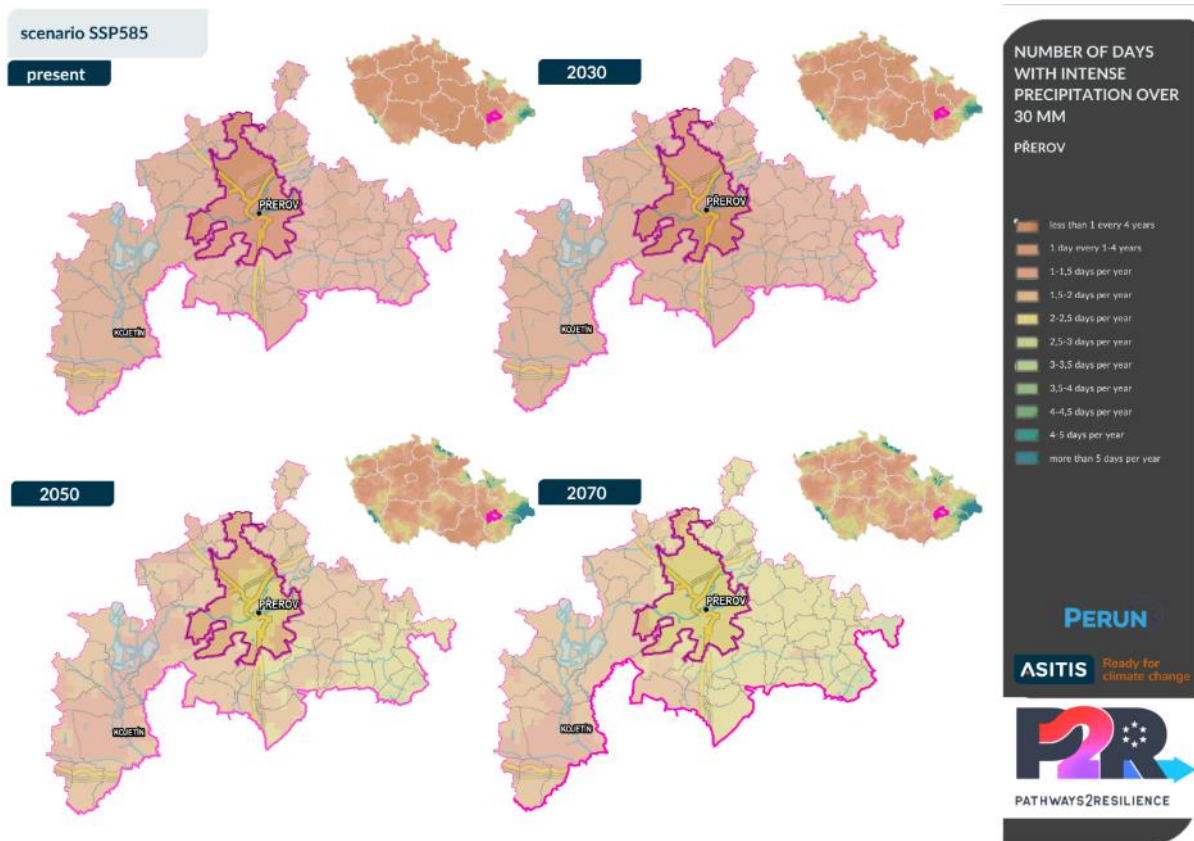 scenario SSP585
present
PŘEROV
KOJETÍN
2030
PŘEROV
KOJETÍN
2050
PŘEROV
KOJETÍN
2070
PŘEROV
KOJETÍN
NUMBER OF DAYS
WITH INTENSE
PRECIPITATION OVER
30 MM
PŘEROV
less than 1 every 4 years
1 day every 1-4 years
1-1,5 days per year
1,5-2 days per year
2-2,5 days per year
2,5-3 days per year
3-3,5 days per year
3,5-4 days per year
4-4,5 days per year
4-5 days per year
more than 5 days per year
PERUN
ASITIS Ready for
climate change
P2R
PATHWAYS2RESILIENCE